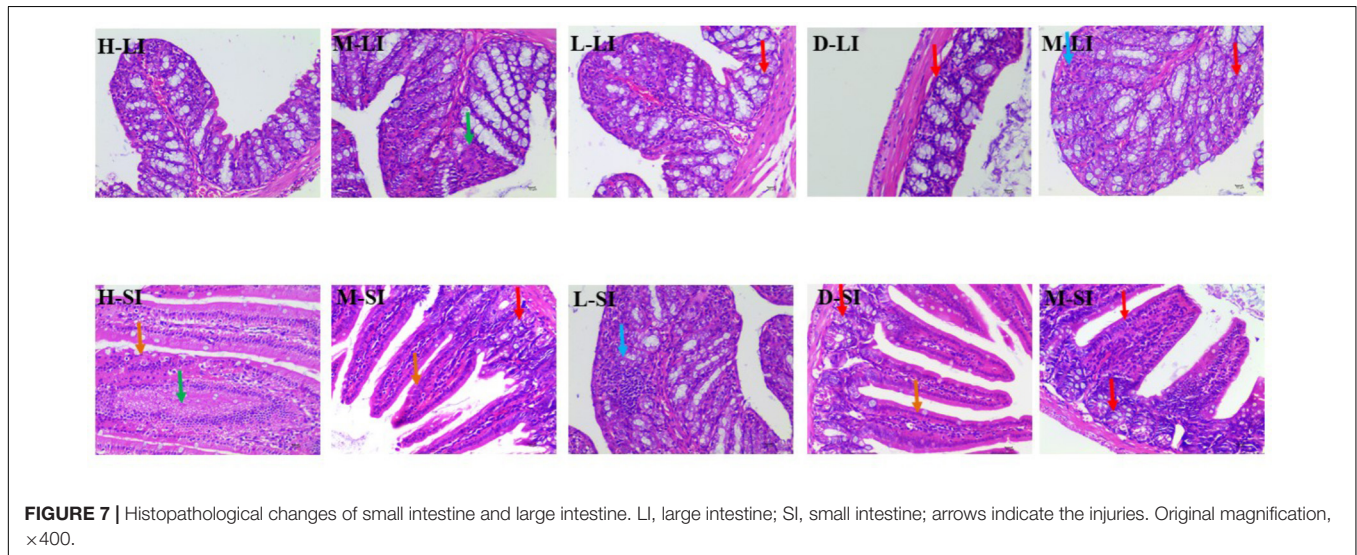 H-LI M-LI L-LI D-LI M-LI
H-SI M-SI L-SI D-SI M-SI
FIGURE 7 | Histopathological changes of small intestine and large intestine. LI, large intestine; SI, small intestine; arrows indicate the injuries. Original magnification,
×400.